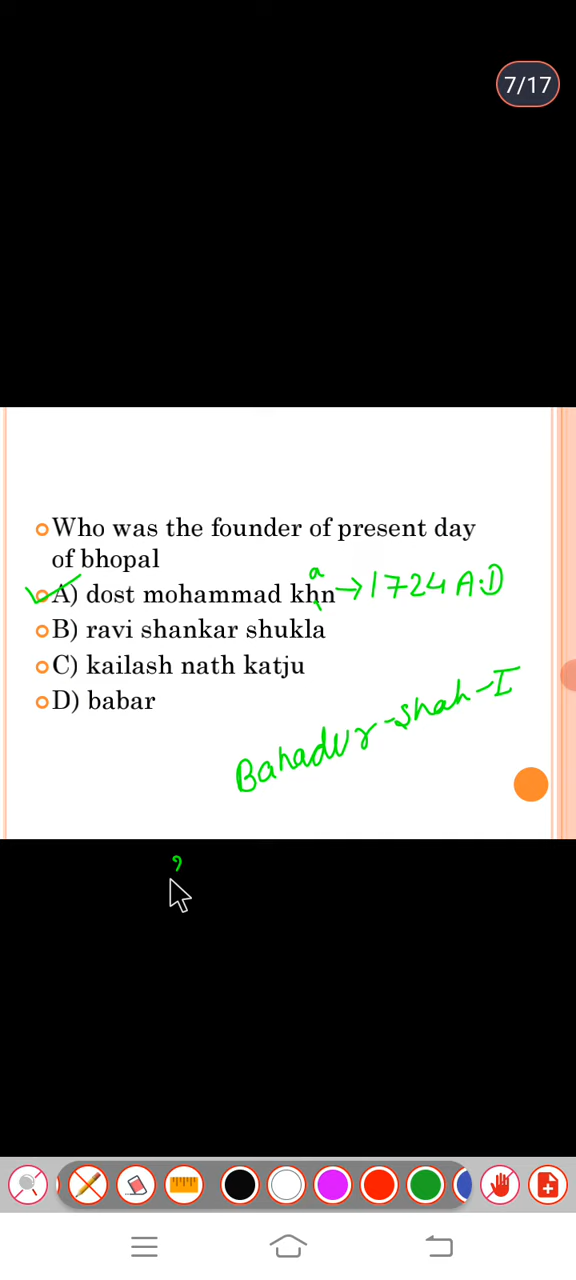 7/17
Who was the founder of present day
of bhopal
A) dost mohammad khan → 1724 A.D
B) ravi shankar shukla
C) kailash nath katju
D) babar
Bahadur-shah-I
,